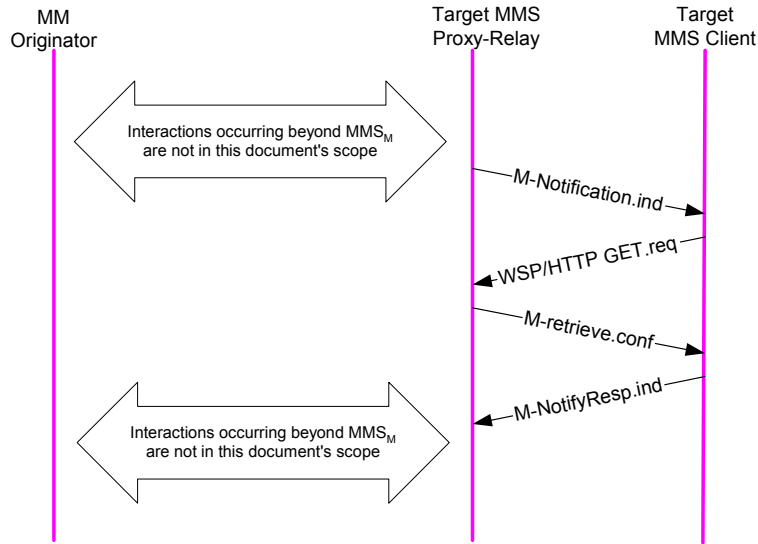 MM
Originator
Target MMS
Proxy-Relay
Target
MMS Client
Interactions occurring beyond MMSM
are not in this document's scope
M-Notification.ind
WSP/HTTP GET.req
M-retrieve.conf
M-NotifyResp.ind
Interactions occurring beyond MMSM
are not in this document's scope